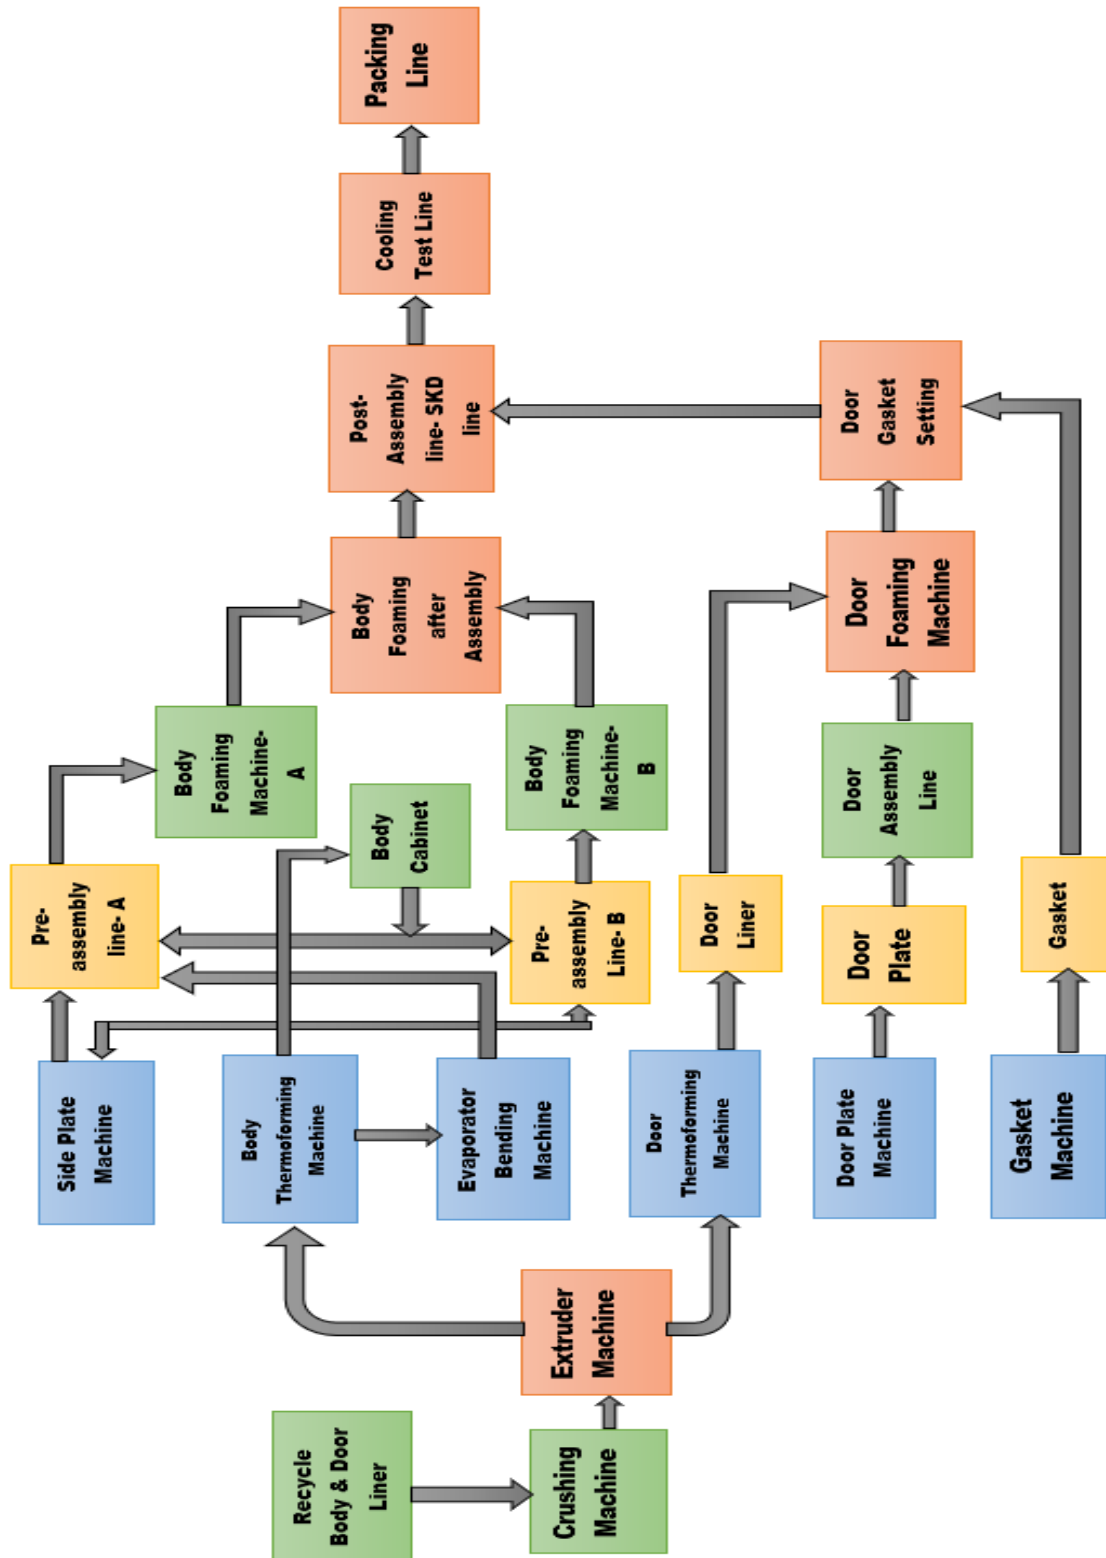 Recycle
Body & Door
Liner
Crushing
Machine
Extruder
Machine
Side Plate
Machine
Body
Thermoforming
Machine
Evaporator
Bending
Machine
Door
Thermoforming
Machine
Door Plate
Machine
Gasket
Machine
Pre-
assembly
line- A
Pre-
assembly
Line- B
Door
Liner
Door
Plate
Gasket
Body
Foaming
Machine-
A
Body
Cabinet
Body
Foaming
Machine-
B
Door
Assembly
Line
Body
Foaming
after
Assembly
Door
Foaming
Machine
Post-
Assembly
line- SKD
line
Door
Gasket
Setting
Cooling
Test Line
Packing
Line